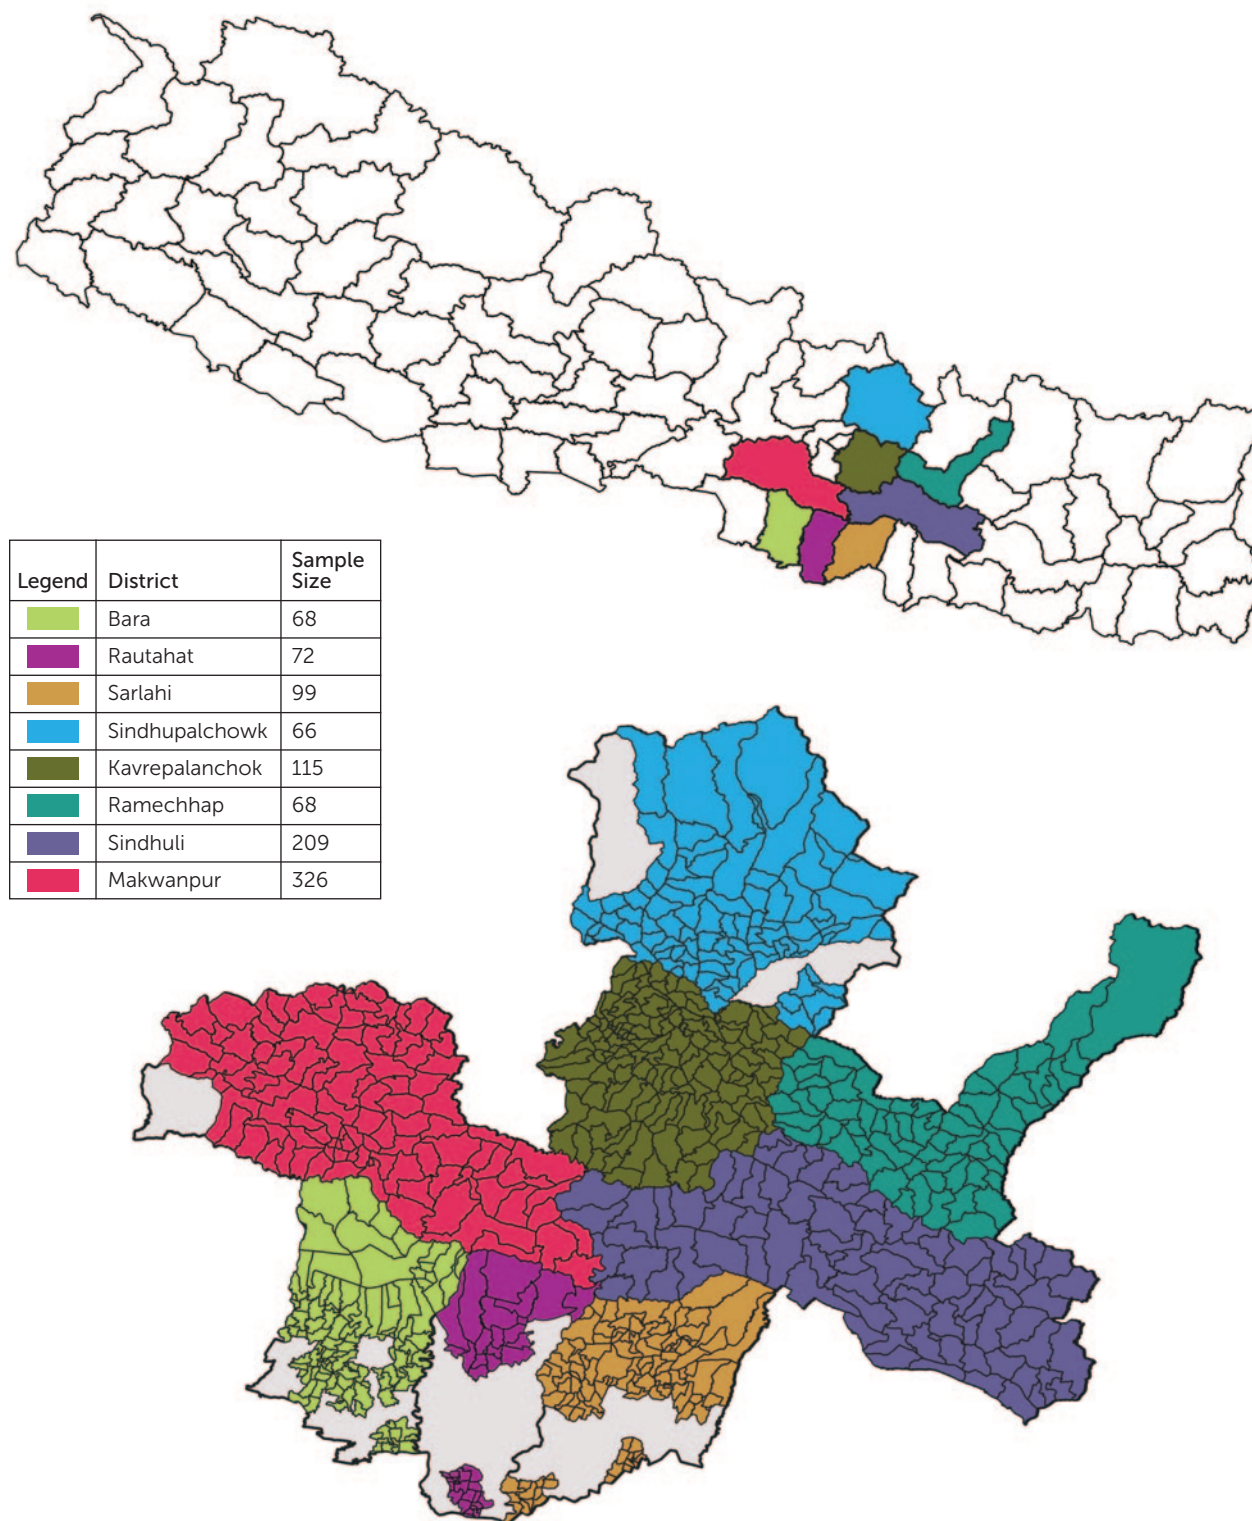 Legend District Sample Size
Bara 68
Rautahat 72
Sarlahi 99
Sindhupalchowk 66
Kavrepalanchok 115
Ramechhap 68
Sindhuli 209
Makwanpur 326